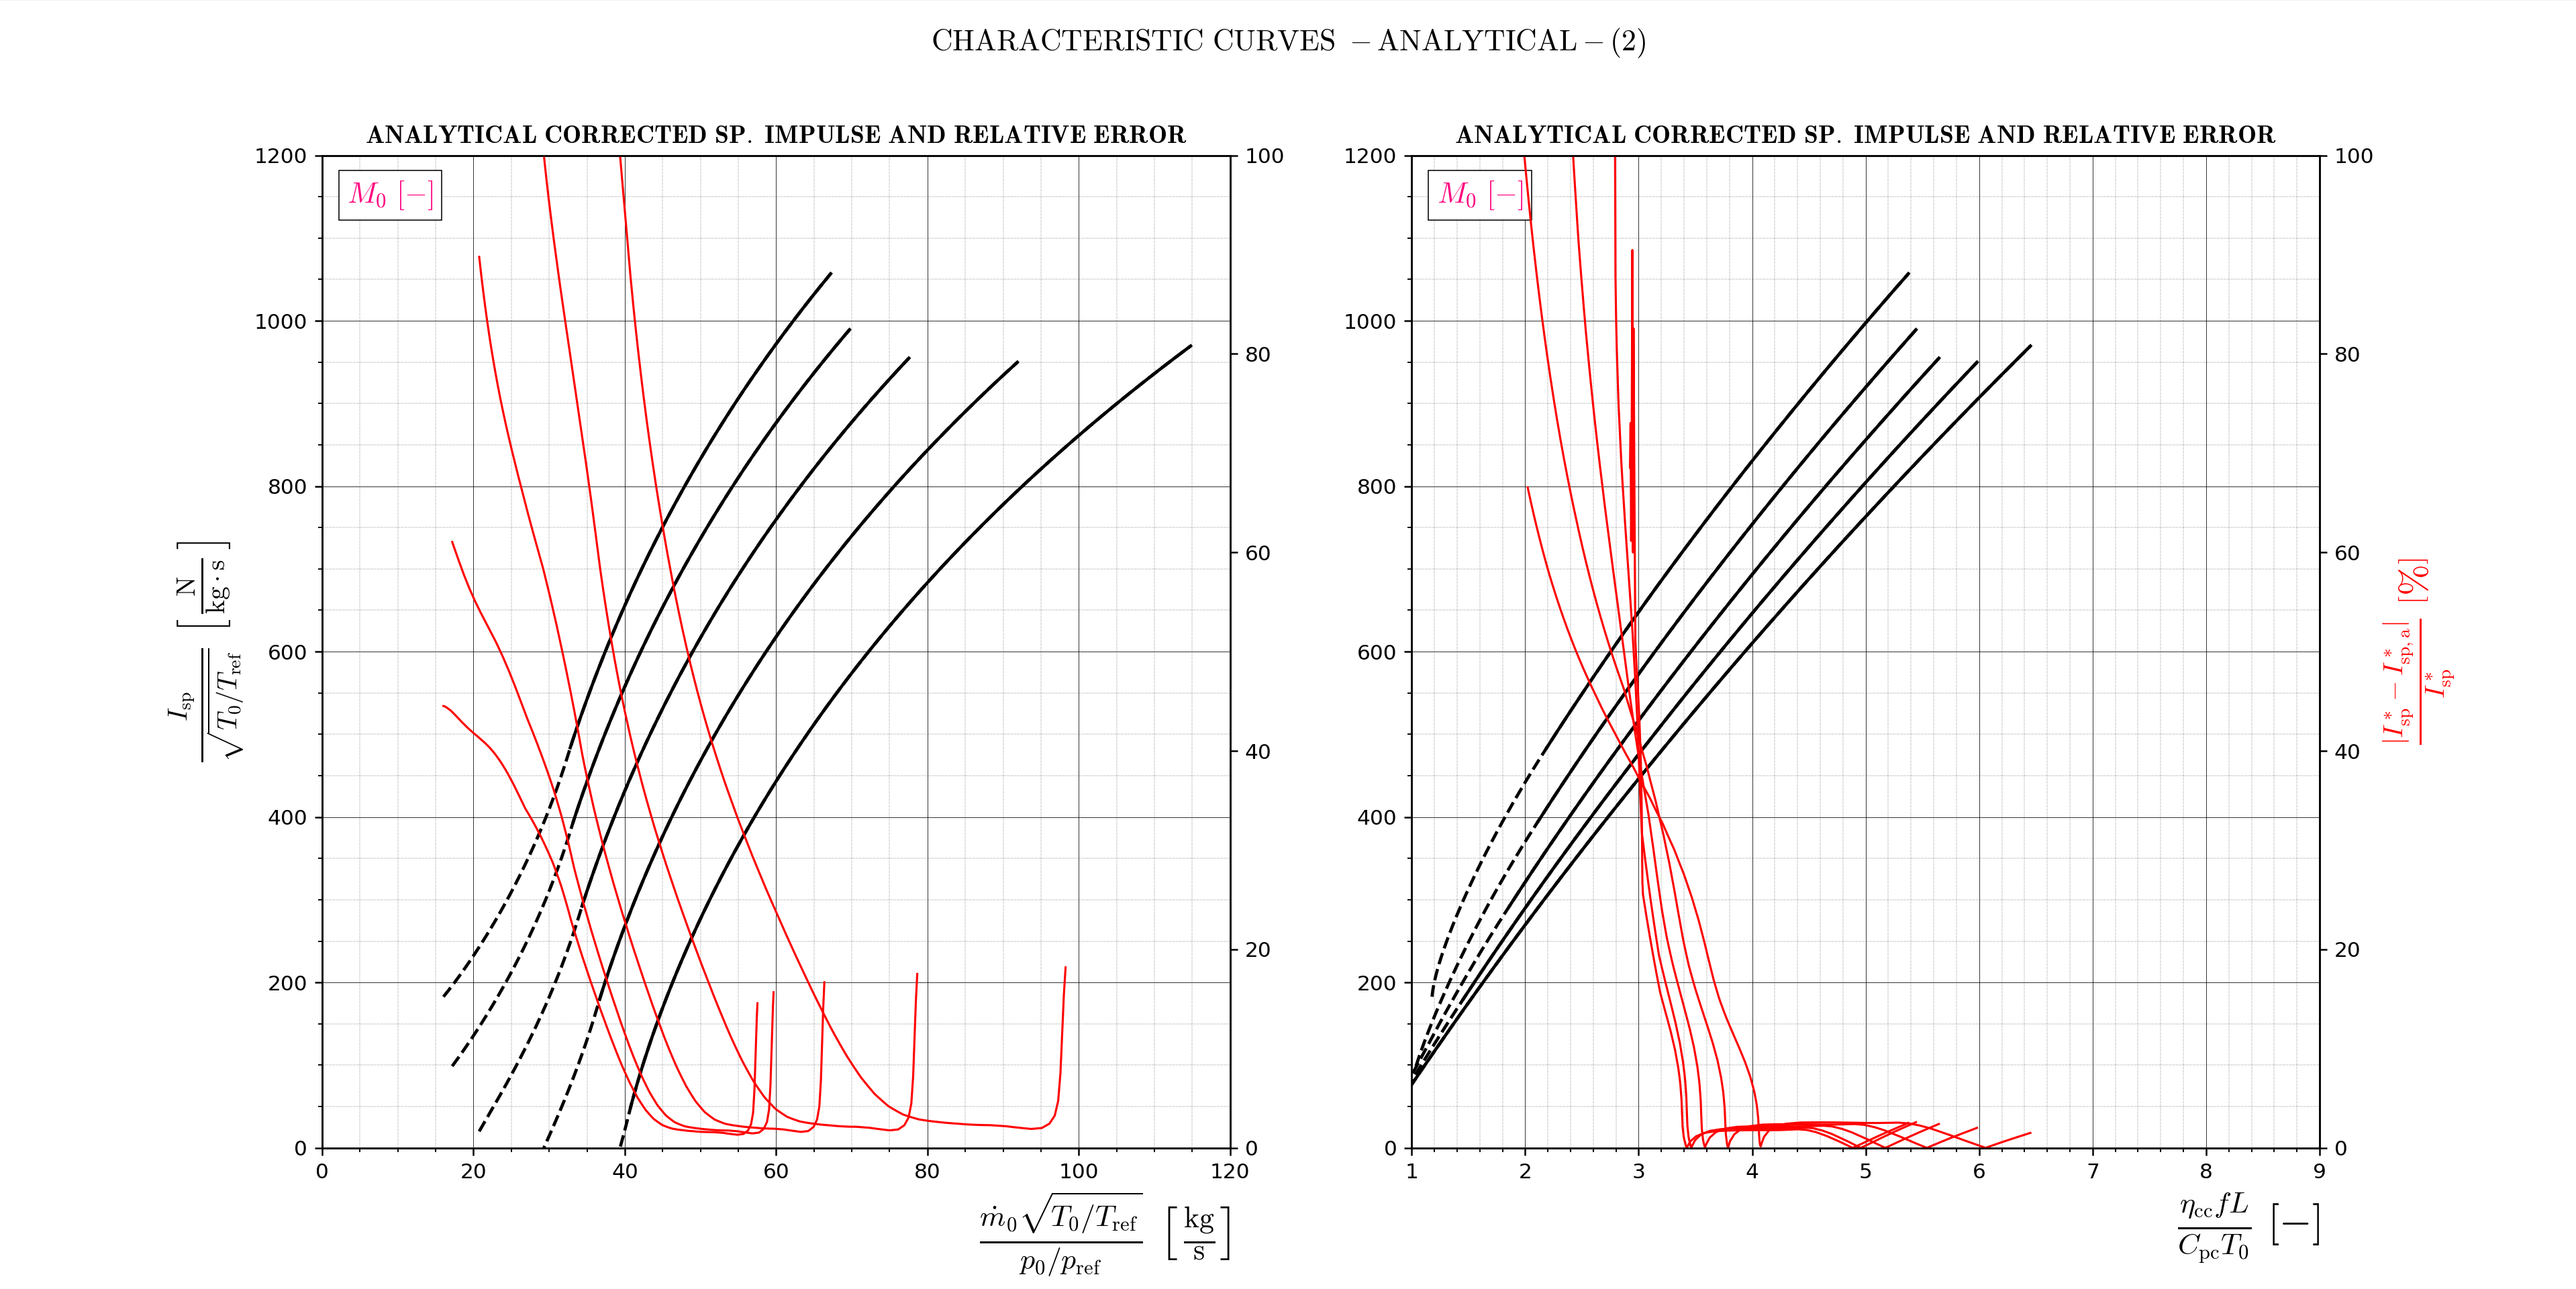 CHARACTERISTIC CURVES – ANALYTICAL – (2)
ANALYTICAL CORRECTED SP. IMPULSE AND RELATIVE ERROR
M₀ [−]
1200
1000
800
600
400
200
0
100
80
60
40
20
0
0 20 40 60 80 100 120
I_sp / √(T₀/T_ref) [N / kg·s]
ṁ₀√(T₀/T_ref) / (p₀/p_ref) [kg / s]
ANALYTICAL CORRECTED SP. IMPULSE AND RELATIVE ERROR
M₀ [−]
1200
1000
800
600
400
200
0
100
80
60
40
20
0
1 2 3 4 5 6 7 8 9
|I*_sp − I*_sp,a| / I*_sp [%]
η_cc f L / C_pc T₀ [−]